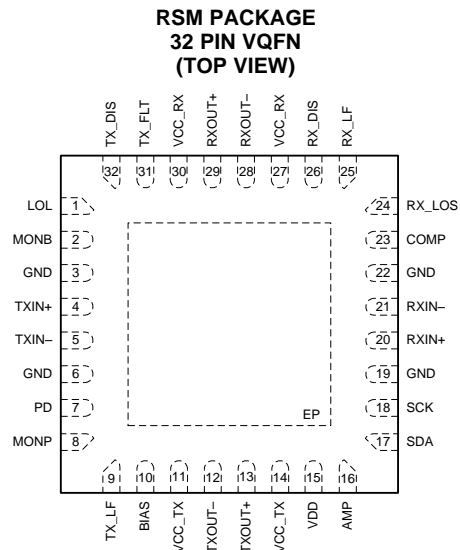 RSM PACKAGE
32 PIN VQFN
(TOP VIEW)
TX_DIS
TX_FLT
VCC_RX
RXOUT+
RXOUT–
VCC_RX
RX_DIS
RX_LF
32 31 30 29 28 27 26 25
LOL 1
MONB 2
GND 3
TXIN+ 4
TXIN– 5
GND 6
PD 7
MONP 8
24 RX_LOS
23 COMP
22 GND
21 RXIN–
20 RXIN+
19 GND
18 SCK
17 SDA
EP
9 10 11 12 13 14 15 16
TX_LF
BIAS
VCC_TX
TXOUT–
TXOUT+
VCC_TX
VDD
AMP